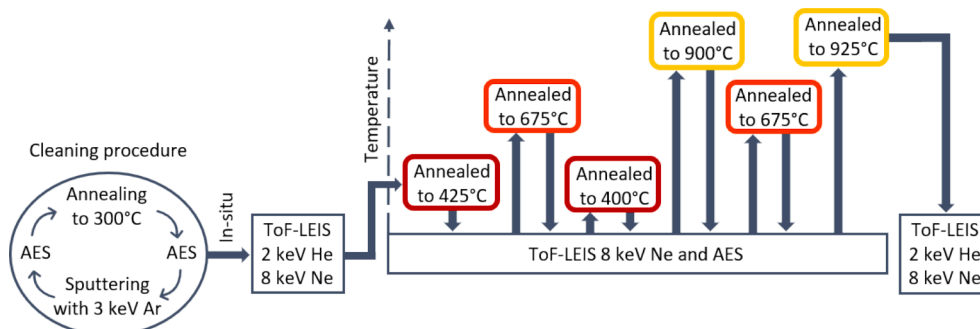 Cleaning procedure
Annealing
to 300°C
AES
AES
Sputtering
with 3 keV Ar
In-situ
ToF-LEIS
2 keV He
8 keV Ne
Temperature
Annealed
to 425°C
Annealed
to 675°C
Annealed
to 400°C
Annealed
to 900°C
Annealed
to 675°C
Annealed
to 925°C
ToF-LEIS 8 keV Ne and AES
ToF-LEIS
2 keV He
8 keV Ne